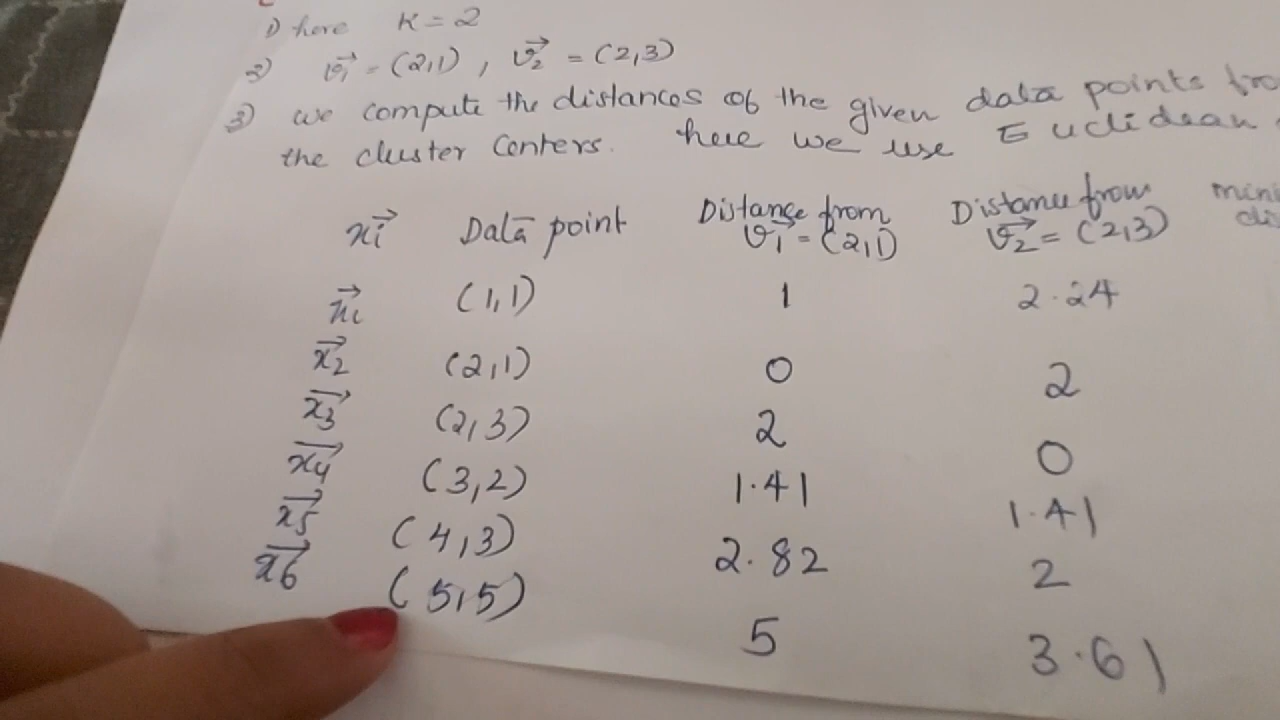 1) here K = 2
2) v₁⃗ = (2,1) , v₂⃗ = (2,3)
3) we compute the distances of the given data points
the cluster centers. here we use Euclidean
xi⃗ Data point Distance from v₁⃗ = (2,1) Distance from v₂⃗ = (2,3)
x₁⃗ (1,1) 1 2.24
x₂⃗ (2,1) 0 2
x₃⃗ (2,3) 2 0
x₄⃗ (3,2) 1.41 1.41
x₅⃗ (4,3) 2.82 2
x₆⃗ (5,5) 5 3.61